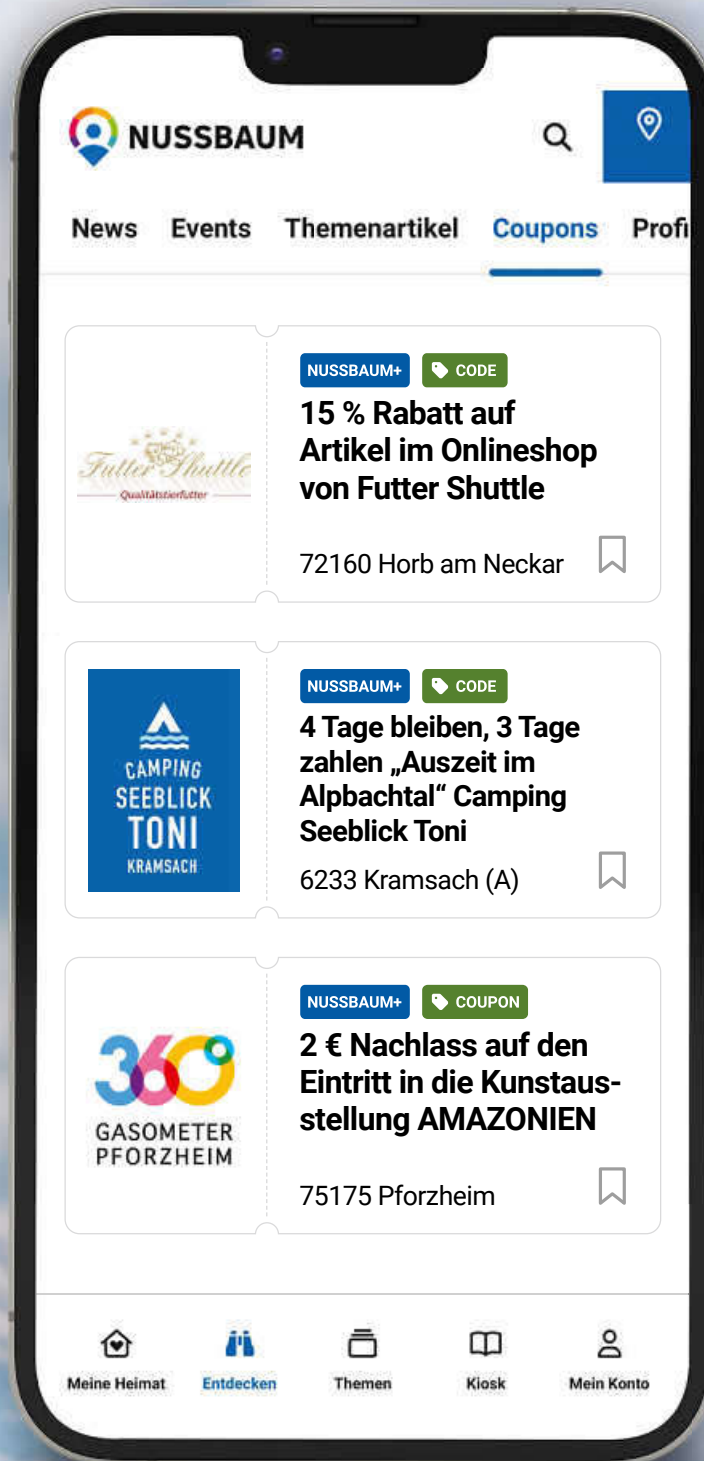 NUSSBAUM
News Events Themenartikel Coupons Profi
NUSSBAUM+ CODE
15 % Rabatt auf
Artikel im Onlineshop
von Futter Shuttle
72160 Horb am Neckar
Futter Shuttle
Qualitätstierfutter
NUSSBAUM+ CODE
4 Tage bleiben, 3 Tage
zahlen „Auszeit im
Alpbachtal“ Camping
Seeblick Toni
6233 Kramsach (A)
CAMPING
SEEBLICK
TONI
KRAMSACH
NUSSBAUM+ COUPON
2 € Nachlass auf den
Eintritt in die Kunstaus-
stellung AMAZONIEN
75175 Pforzheim
360°
GASOMETER
PFORZHEIM
Meine Heimat Entdecken Themen Kiosk Mein Konto